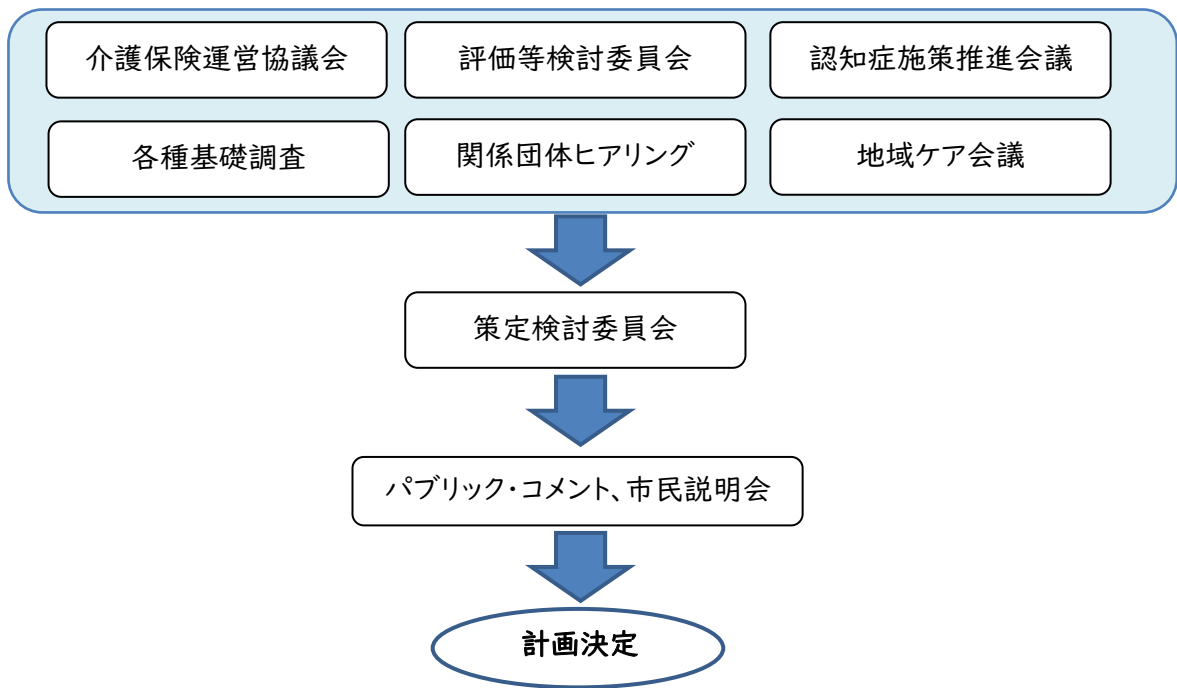 介護保険運営協議会
評価等検討委員会
認知症施策推進会議
各種基礎調査
関係団体ヒアリング
地域ケア会議
策定検討委員会
パブリック・コメント、市民説明会
計画決定